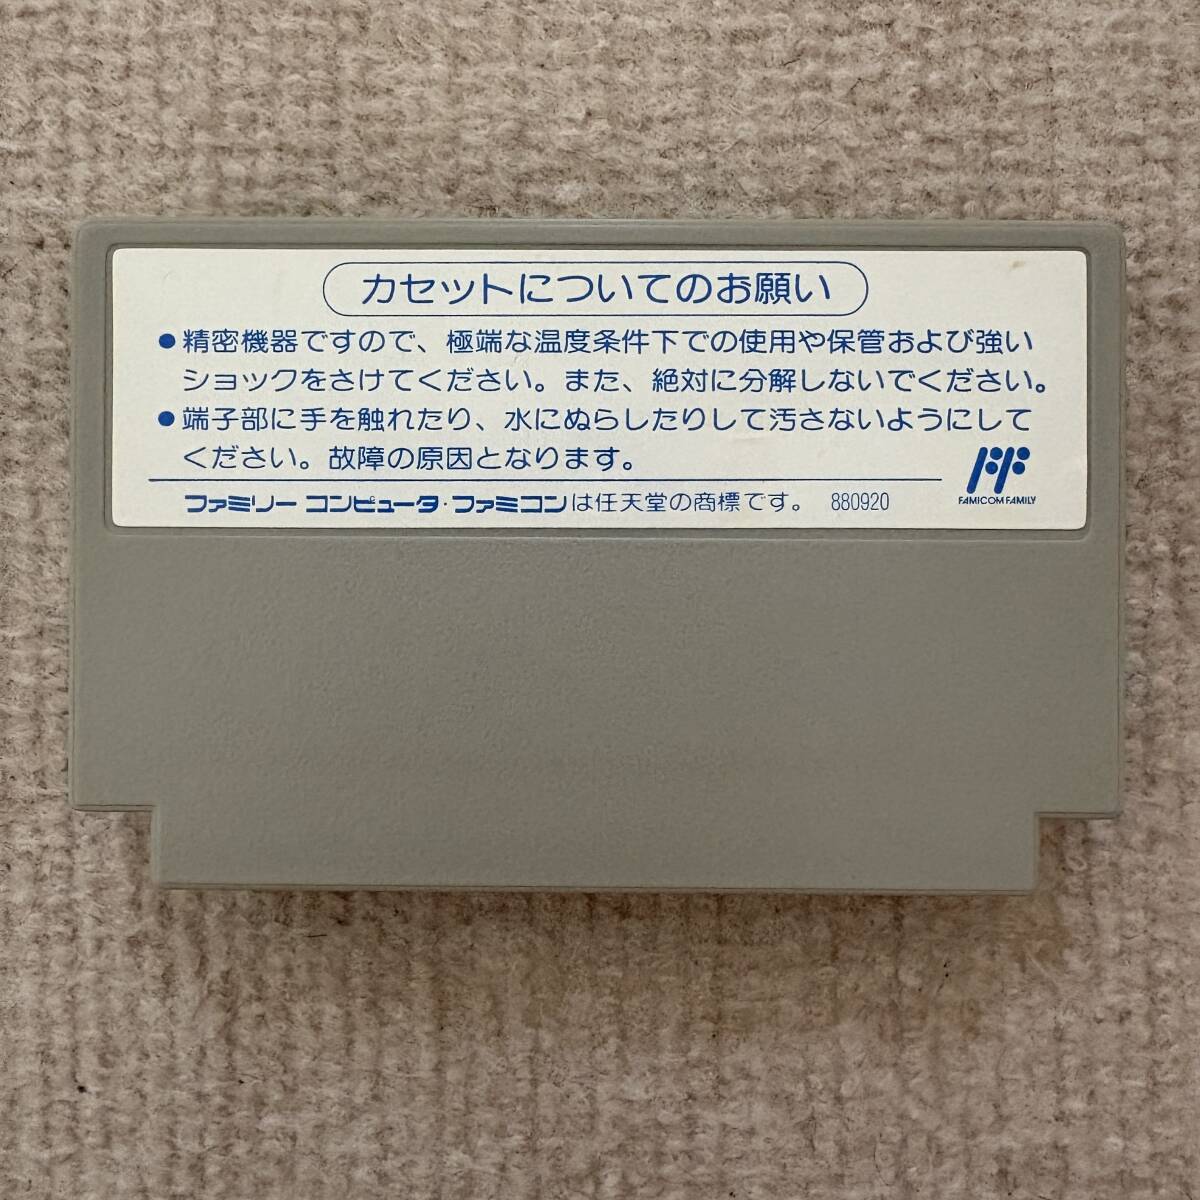 カセットについてのお願い
●精密機器ですので、極端な温度条件下での使用や保管および強い
ショックをさけてください。また、絶対に分解しないでください。
●端子部に手を触れたり、水にぬらしたりして汚さないようにして
ください。故障の原因となります。
ファミリーコンピュータ・ファミコンは任天堂の商標です。 880920
FAMICOM FAMILY